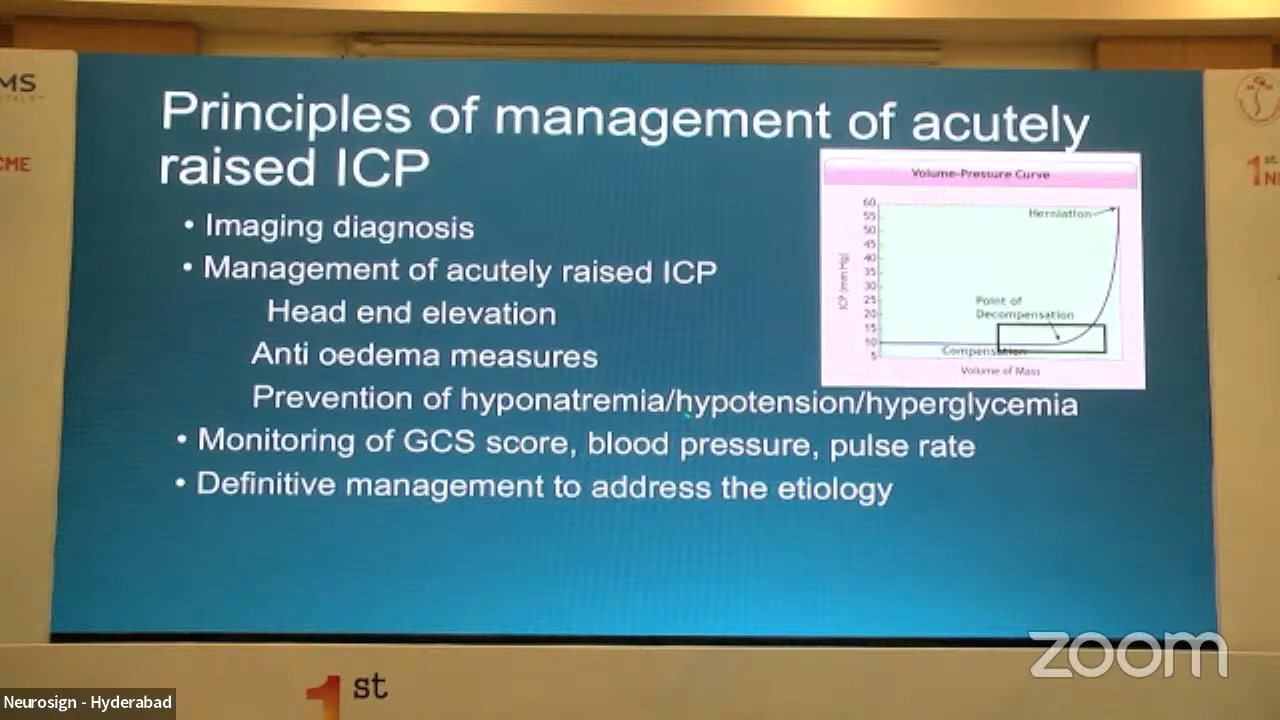 MS
CME
Principles of management of acutely
raised ICP
• Imaging diagnosis
• Management of acutely raised ICP
Head end elevation
Anti oedema measures
Prevention of hyponatremia/hypotension/hyperglycemia
• Monitoring of GCS score, blood pressure, pulse rate
• Definitive management to address the etiology
Volume-Pressure Curve
60
55
50
45
40
35
30
25
20
15
10
5
ICP (mm Hg)
Herniation
Point of
Decompensation
Compensation
Volume of Mass
1st
1st
zoom
Neurosign - Hyderabad